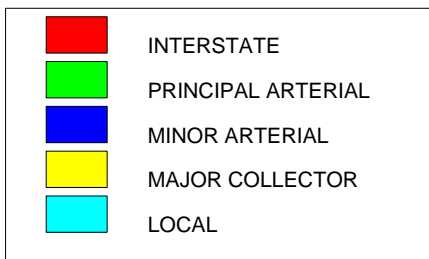 INTERSTATE
PRINCIPAL ARTERIAL
MINOR ARTERIAL
MAJOR COLLECTOR
LOCAL